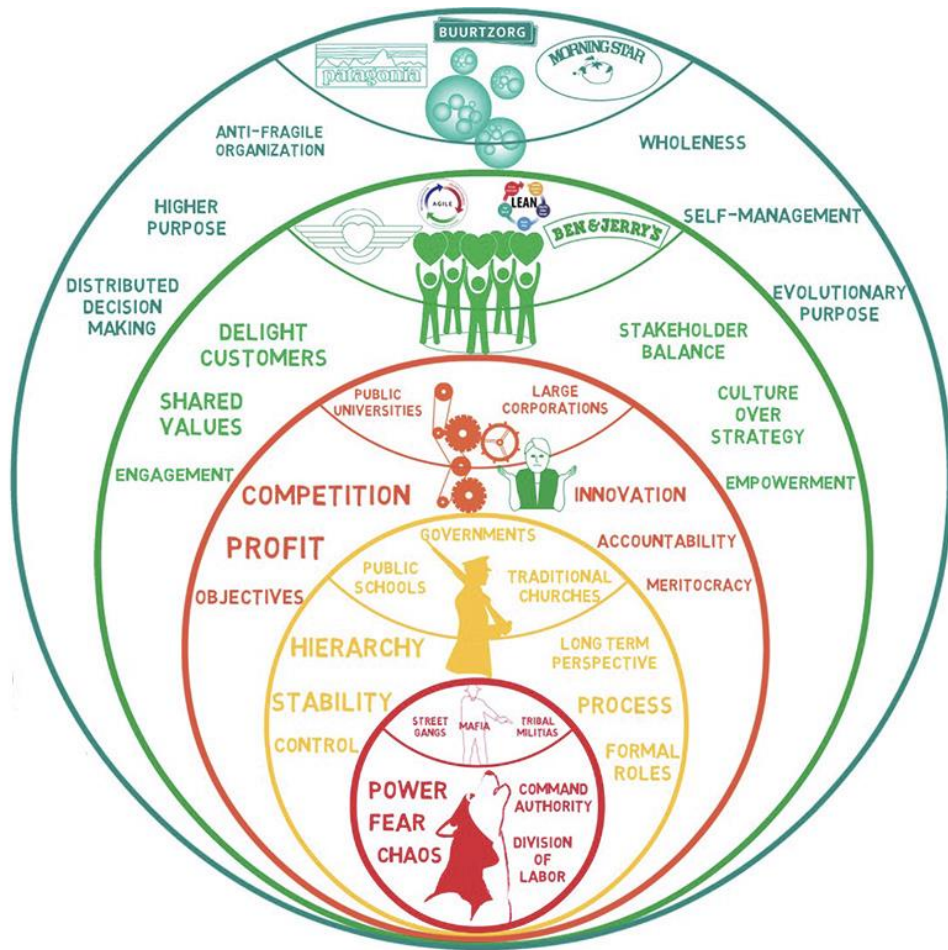 BUURTZORG
patagonia
MORNING STAR
ANTI-FRAGILE
ORGANIZATION
WHOLENESS
HIGHER
PURPOSE
SELF-MANAGEMENT
DISTRIBUTED
DECISION
MAKING
EVOLUTIONARY
PURPOSE
AGILE
LEAN
BEN & JERRY'S
DELIGHT
CUSTOMERS
STAKEHOLDER
BALANCE
SHARED
VALUES
CULTURE
OVER
STRATEGY
ENGAGEMENT
EMPOWERMENT
PUBLIC
UNIVERSITIES
LARGE
CORPORATIONS
COMPETITION
INNOVATION
PROFIT
ACCOUNTABILITY
OBJECTIVES
MERITOCRACY
GOVERNMENTS
PUBLIC
SCHOOLS
TRADITIONAL
CHURCHES
HIERARCHY
LONG TERM
PERSPECTIVE
STABILITY
PROCESS
CONTROL
FORMAL
ROLES
STREET
GANGS
MAFIA
TRIBAL
MILITIAS
POWER
FEAR
CHAOS
COMMAND
AUTHORITY
DIVISION
OF
LABOR